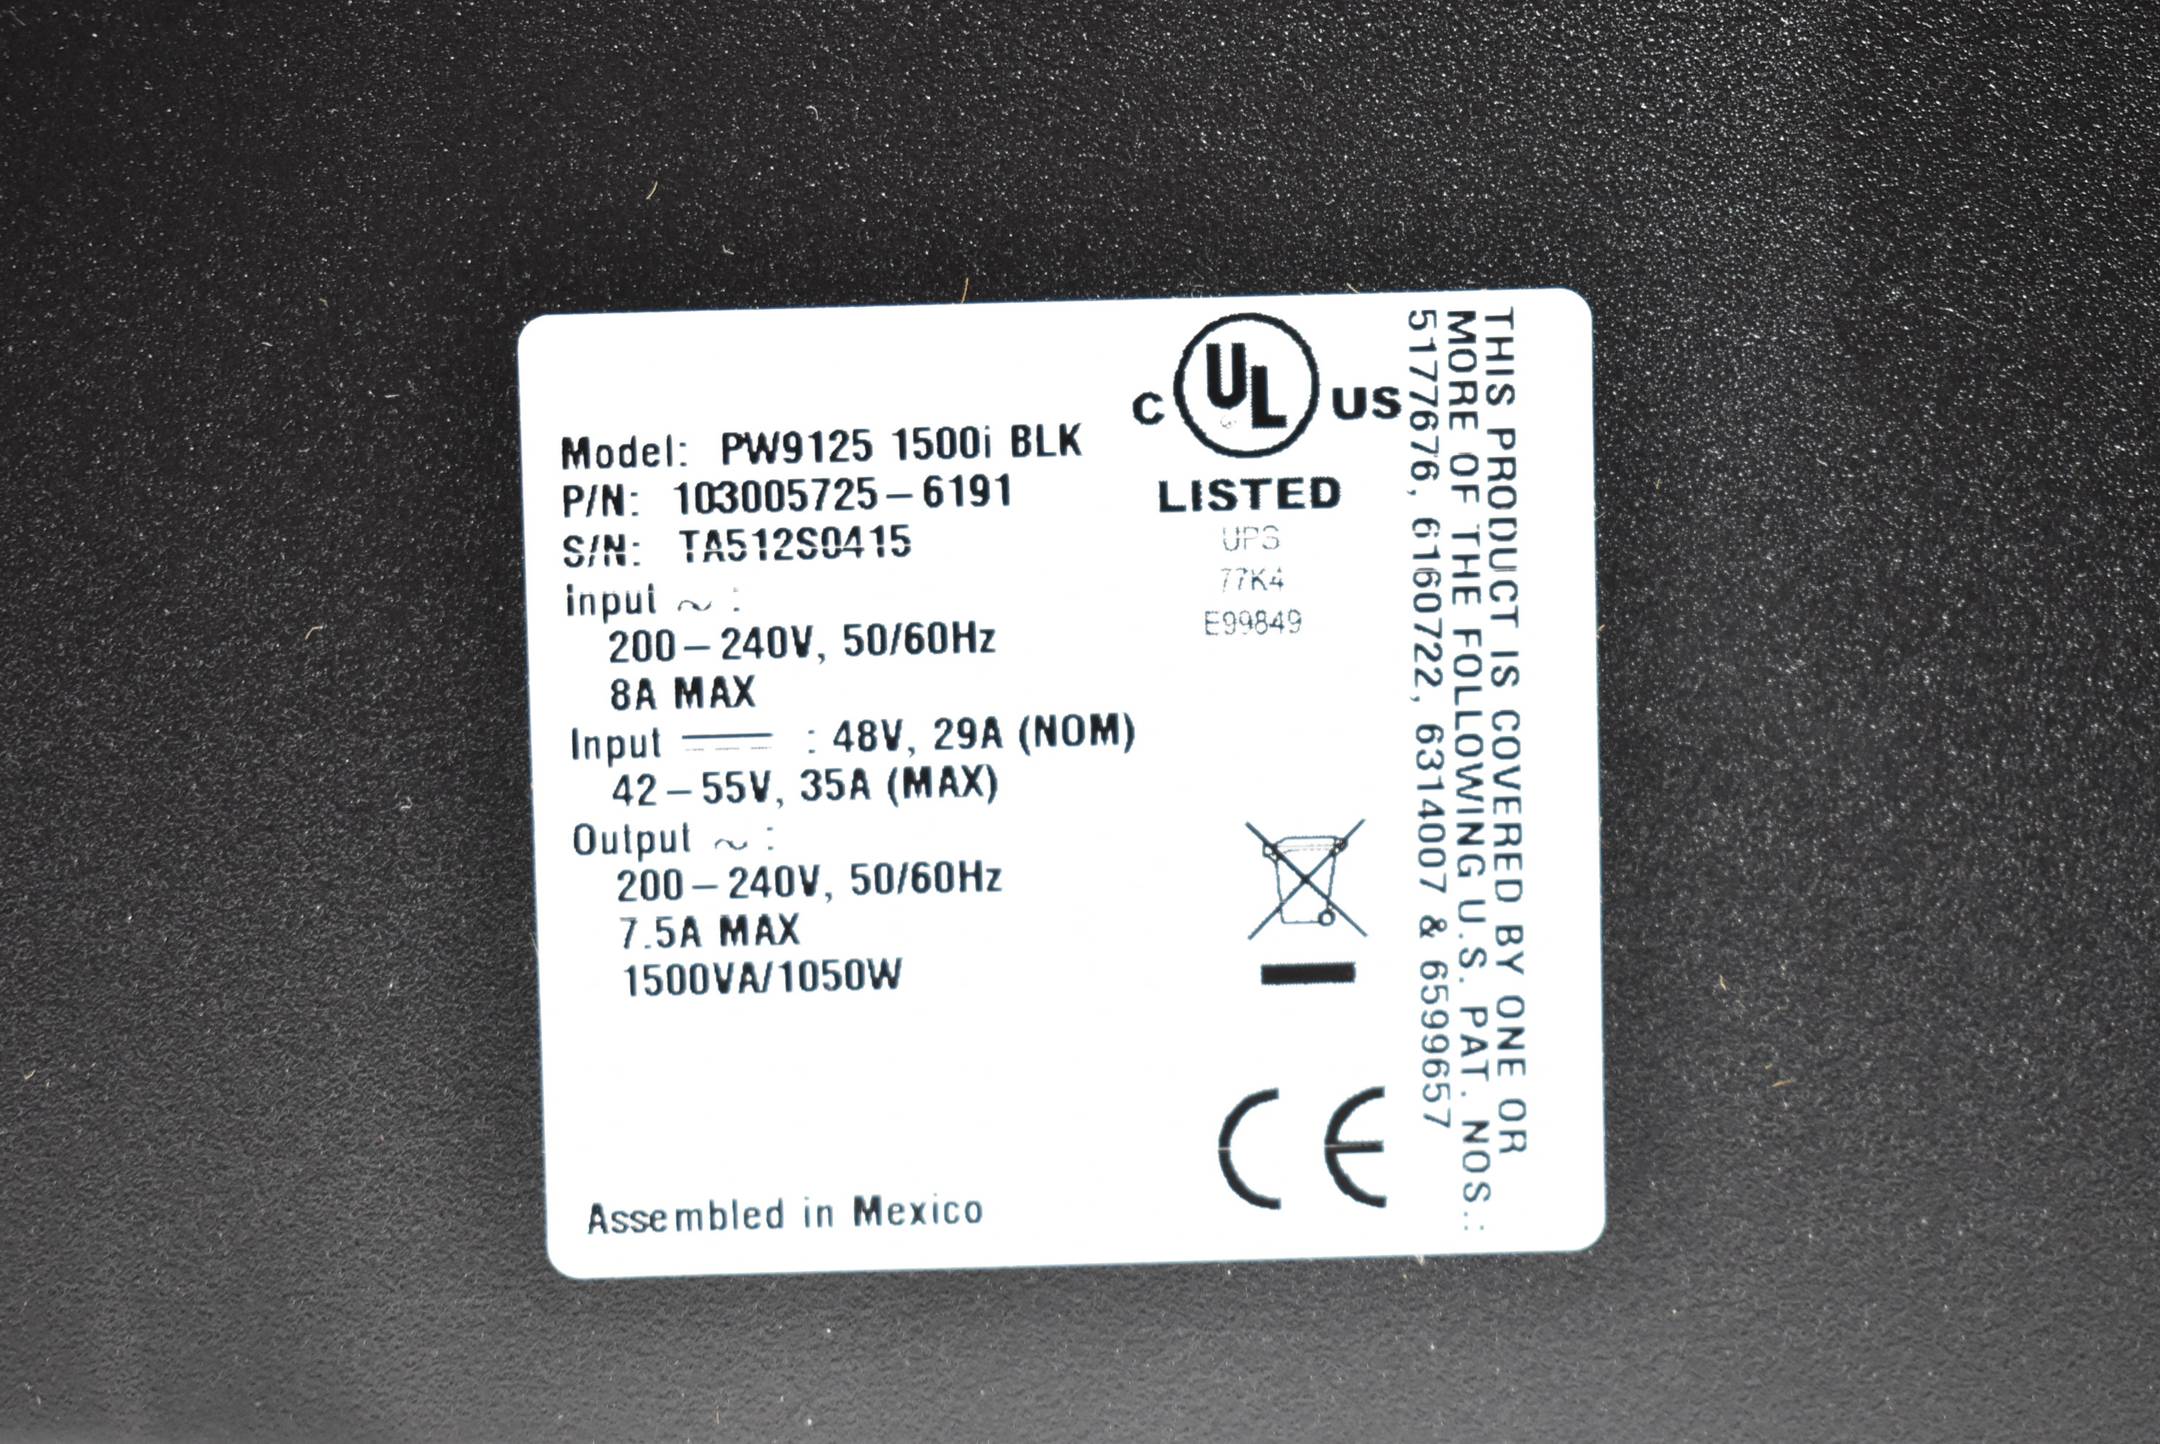 Model: PW9125 1500i BLK
P/N: 103005725-6191
S/N: TA512S0415
Input ~ :
200-240V, 50/60Hz
8A MAX
Input : 48V, 29A (NOM)
42-55V, 35A (MAX)
Output ~ :
200-240V, 50/60Hz
7.5A MAX
1500VA/1050W
Assembled in Mexico
C UL US
LISTED
UPS
77K4
E99849
CE
THIS PRODUCT IS COVERED BY ONE OR
MORE OF THE FOLLOWING U.S. PAT. NOS.:
5177676, 6160722, 6314007 & 6599657